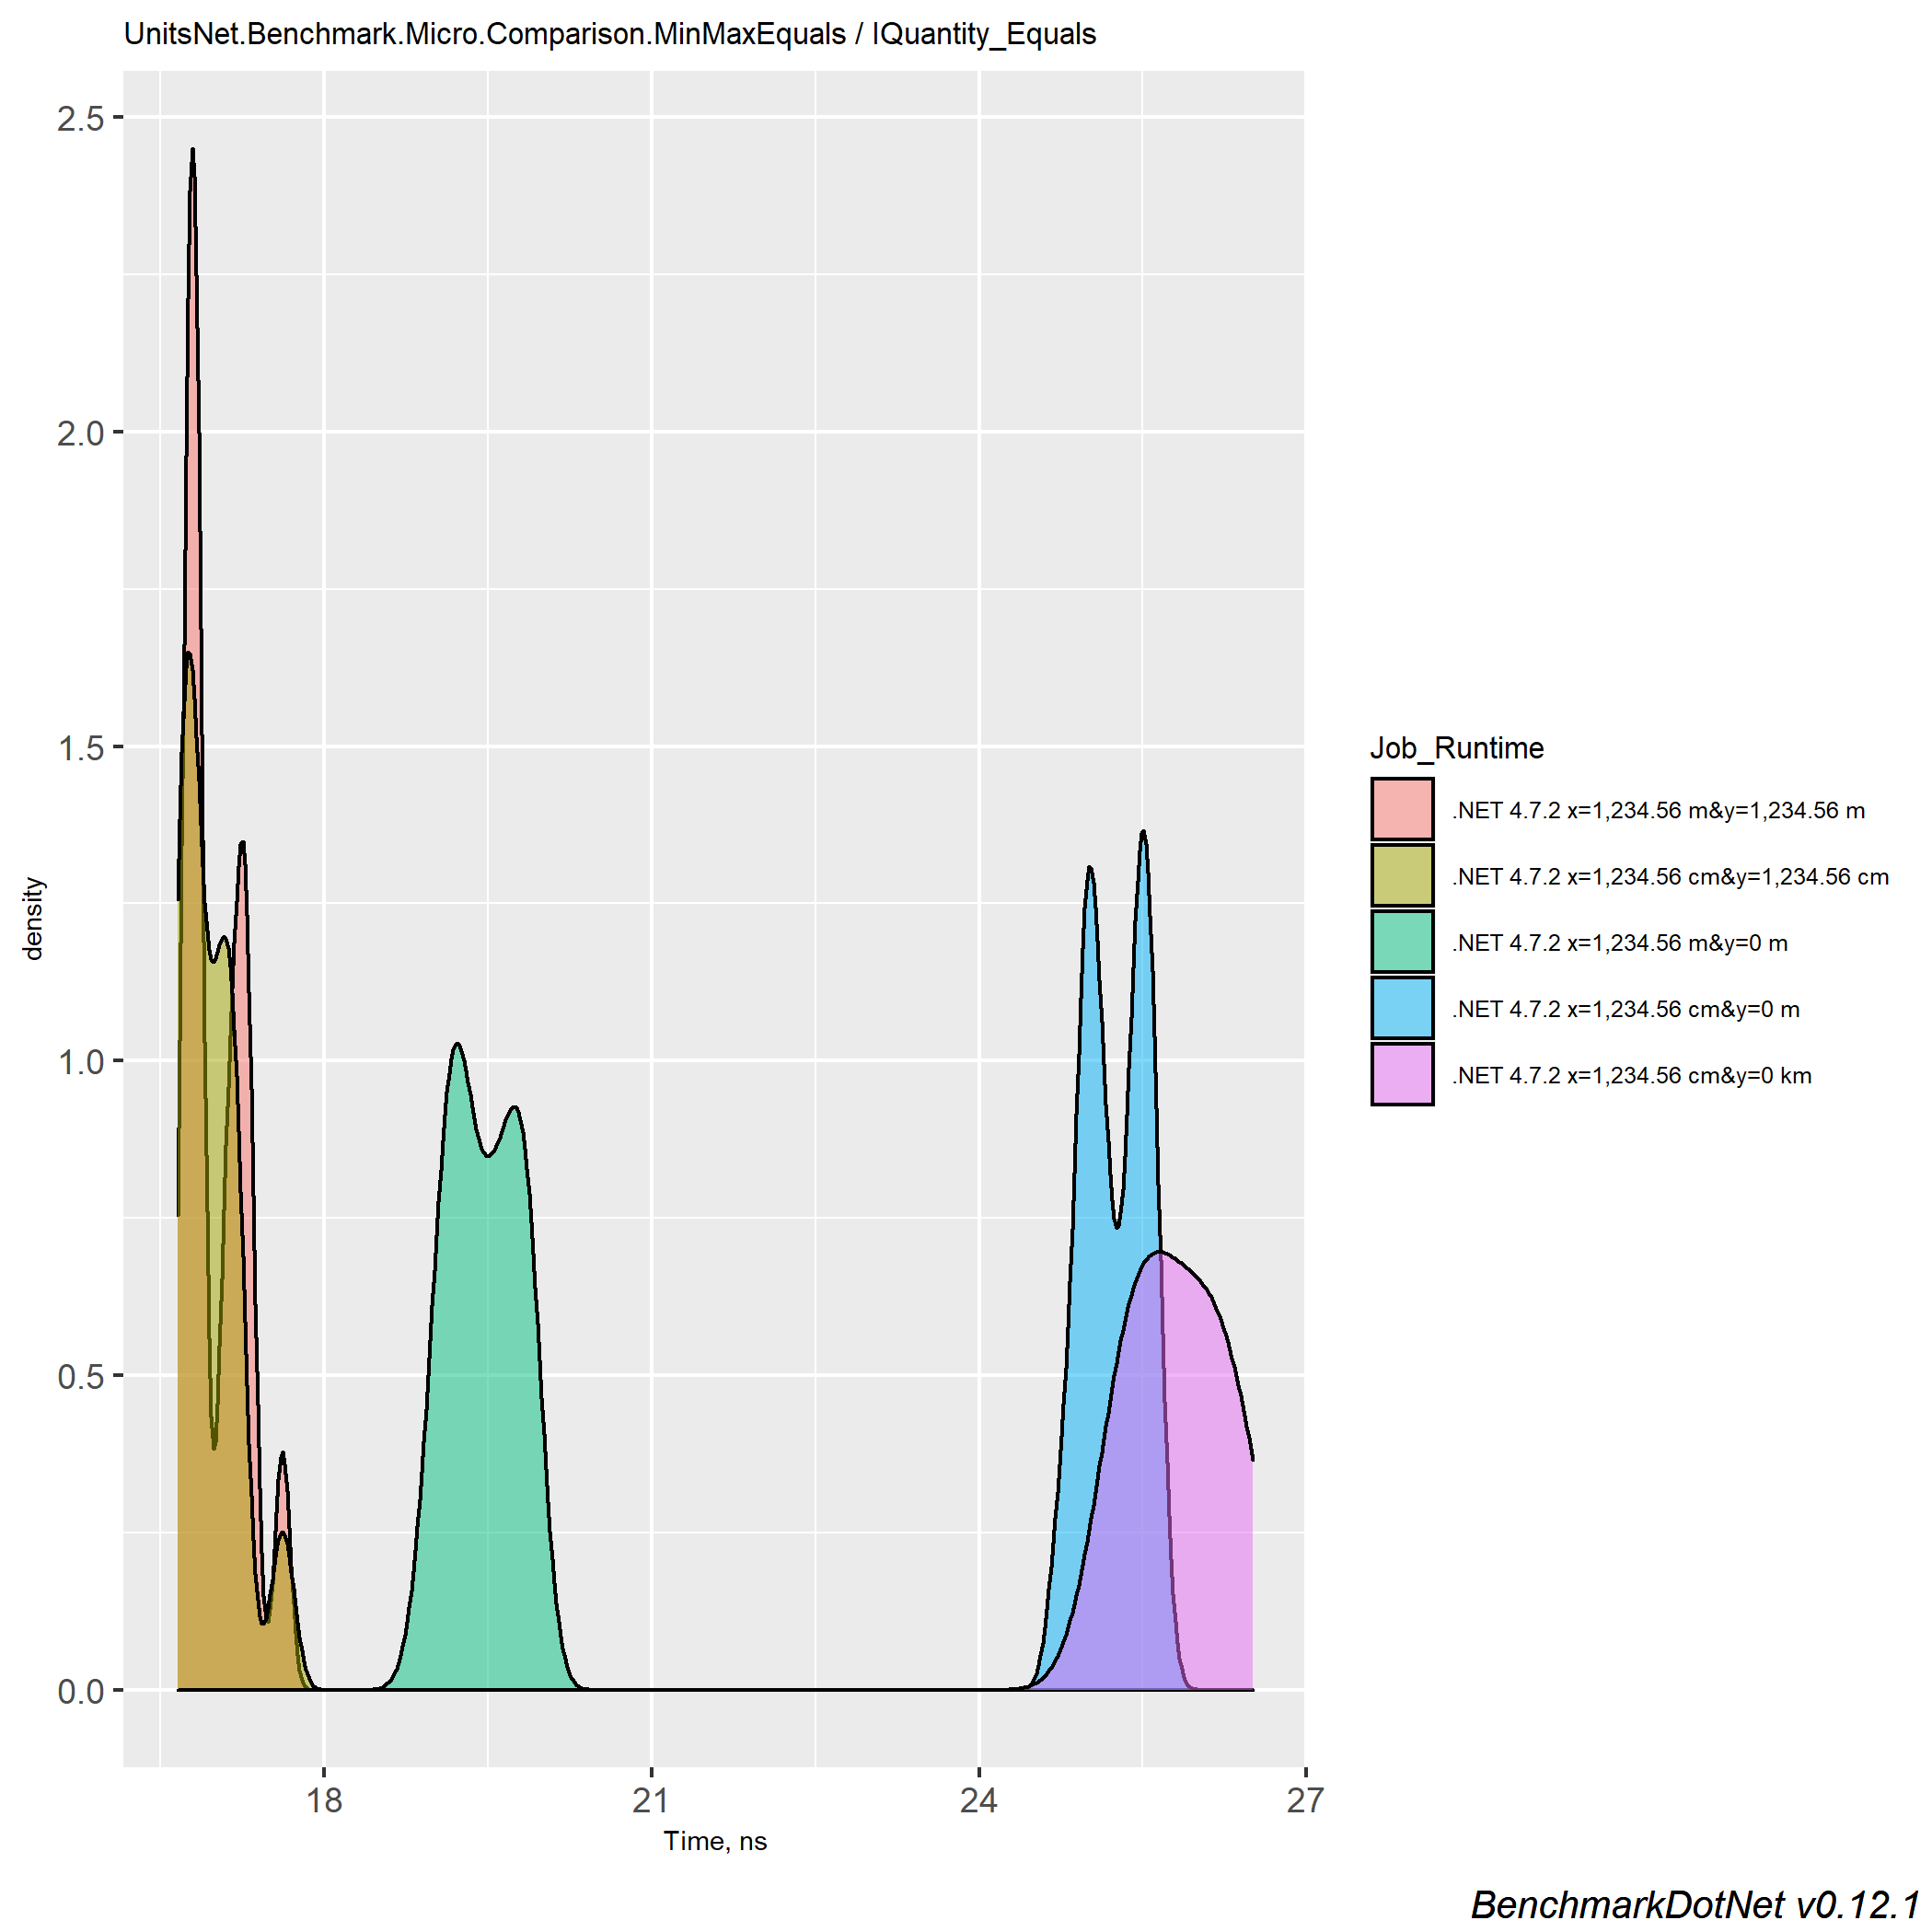 UnitsNet.Benchmark.Micro.Comparison.MinMaxEquals / IQuantity_Equals
2.5
2.0
1.5
1.0
0.5
0.0
density
18 21 24 27
Time, ns
Job_Runtime
.NET 4.7.2 x=1,234.56 m&y=1,234.56 m
.NET 4.7.2 x=1,234.56 cm&y=1,234.56 cm
.NET 4.7.2 x=1,234.56 m&y=0 m
.NET 4.7.2 x=1,234.56 cm&y=0 m
.NET 4.7.2 x=1,234.56 cm&y=0 km
BenchmarkDotNet v0.12.1